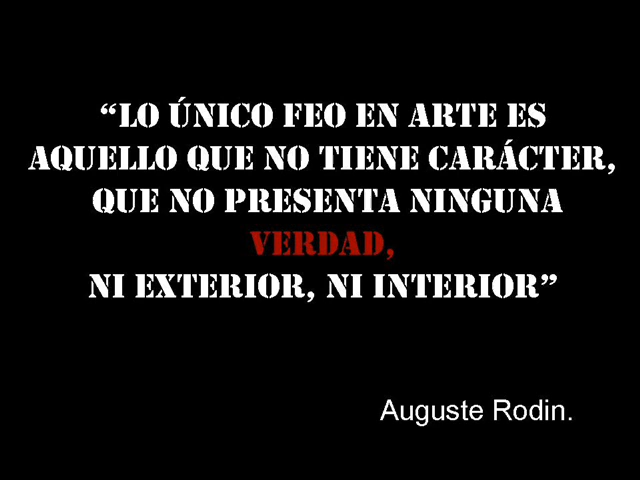 “LO ÚNICO FEO EN ARTE ES
AQUELLO QUE NO TIENE CARÁCTER,
QUE NO PRESENTA NINGUNA
VERDAD,
NI EXTERIOR, NI INTERIOR”
Auguste Rodin.